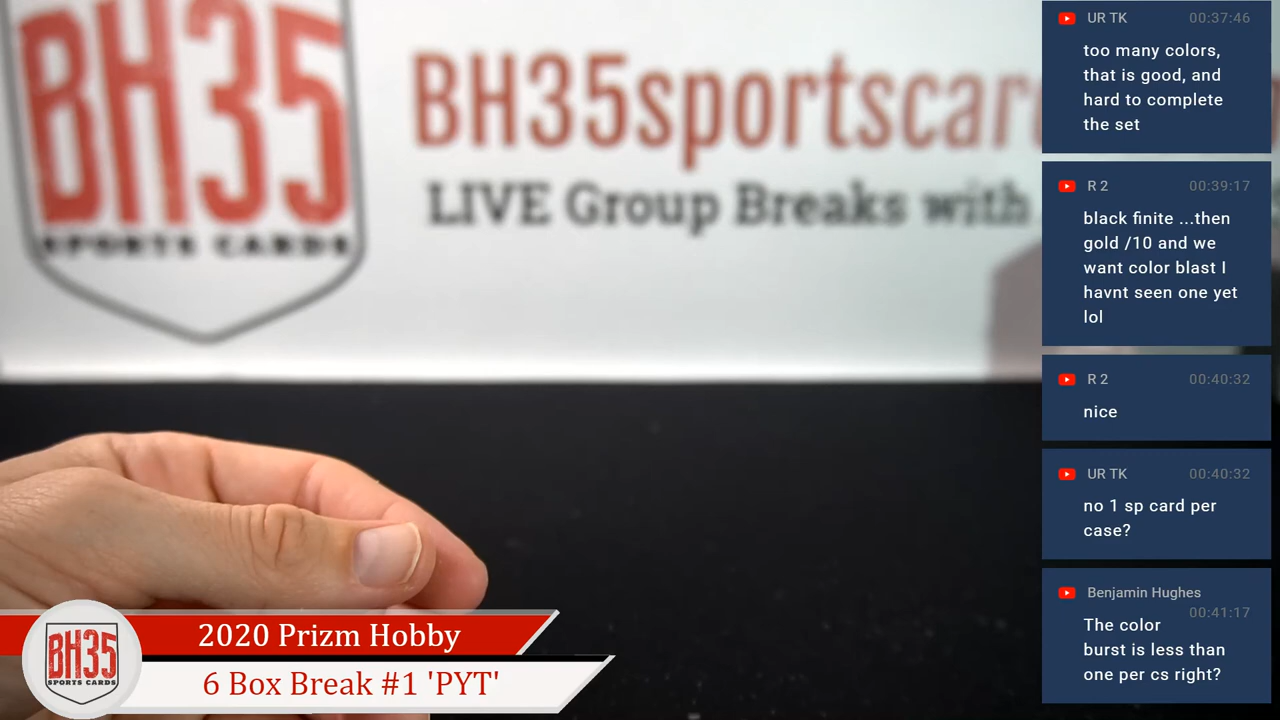 BH35
SPORTS CARDS
BH35sportscar
LIVE Group Breaks with
UR TK 00:37:46
too many colors,
that is good, and
hard to complete
the set
R 2 00:39:17
black finite ...then
gold /10 and we
want color blast I
havnt seen one yet
lol
R 2 00:40:32
nice
UR TK 00:40:32
no 1 sp card per
case?
Benjamin Hughes
00:41:17
The color
burst is less than
one per cs right?
BH35
SPORTS CARDS
2020 Prizm Hobby
6 Box Break #1 'PYT'